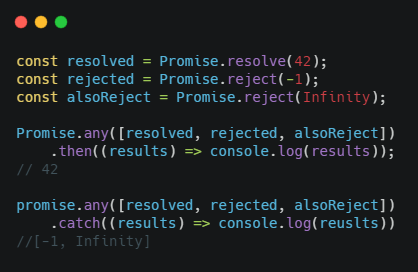 const resolved = Promise.resolve(42);
const rejected = Promise.reject(-1);
const alsoReject = Promise.reject(Infinity);

Promise.any([resolved, rejected, alsoReject])
    .then((results) => console.log(results));
// 42

promise.any([resolved, rejected, alsoReject])
    .catch((results) => console.log(reuslts))
//[-1, Infinity]